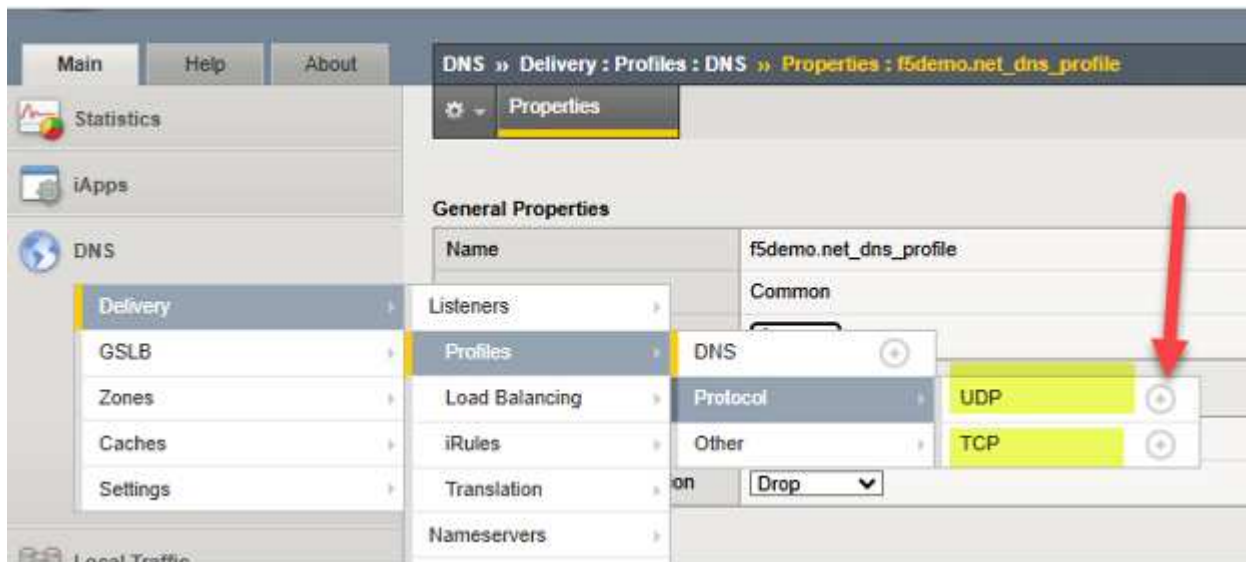 Main Help About
DNS » Delivery : Profiles : DNS » Properties : f5demo.net_dns_profile
Properties
Statistics
iApps
DNS
General Properties
Name f5demo.net_dns_profile
Common
Delivery
GSLB
Zones
Caches
Settings
Listeners
Profiles
Load Balancing
iRules
Translation
Nameservers
DNS
Protocol
Other
UDP
TCP
on Drop
Local Traffic